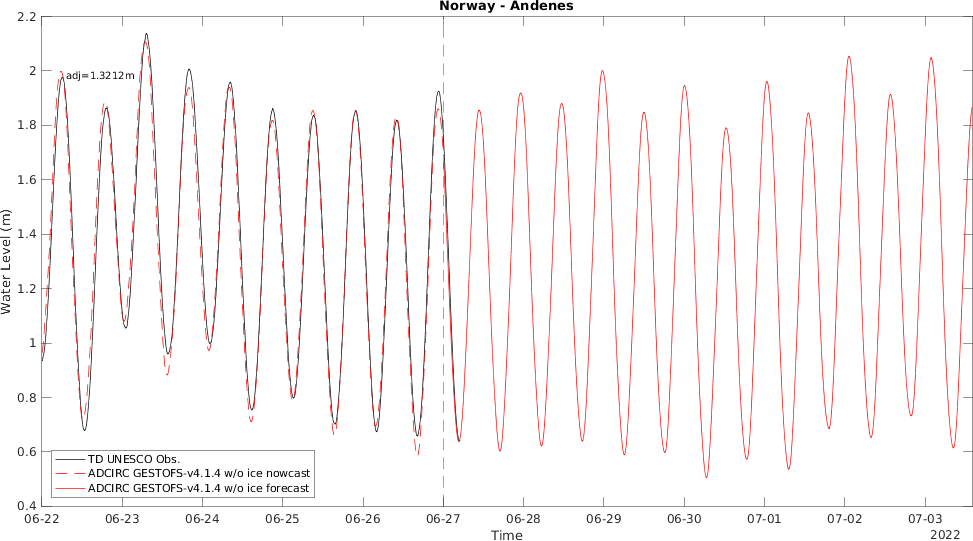 Norway - Andenes
2.2
2
1.8
1.6
1.4
1.2
1
0.8
0.6
0.4
Water Level (m)
adj=1.3212m
TD UNESCO Obs.
ADCIRC GESTOFS-v4.1.4 w/o ice nowcast
ADCIRC GESTOFS-v4.1.4 w/o ice forecast
06-22 06-23 06-24 06-25 06-26 06-27 06-28 06-29 06-30 07-01 07-02 07-03
2022
Time